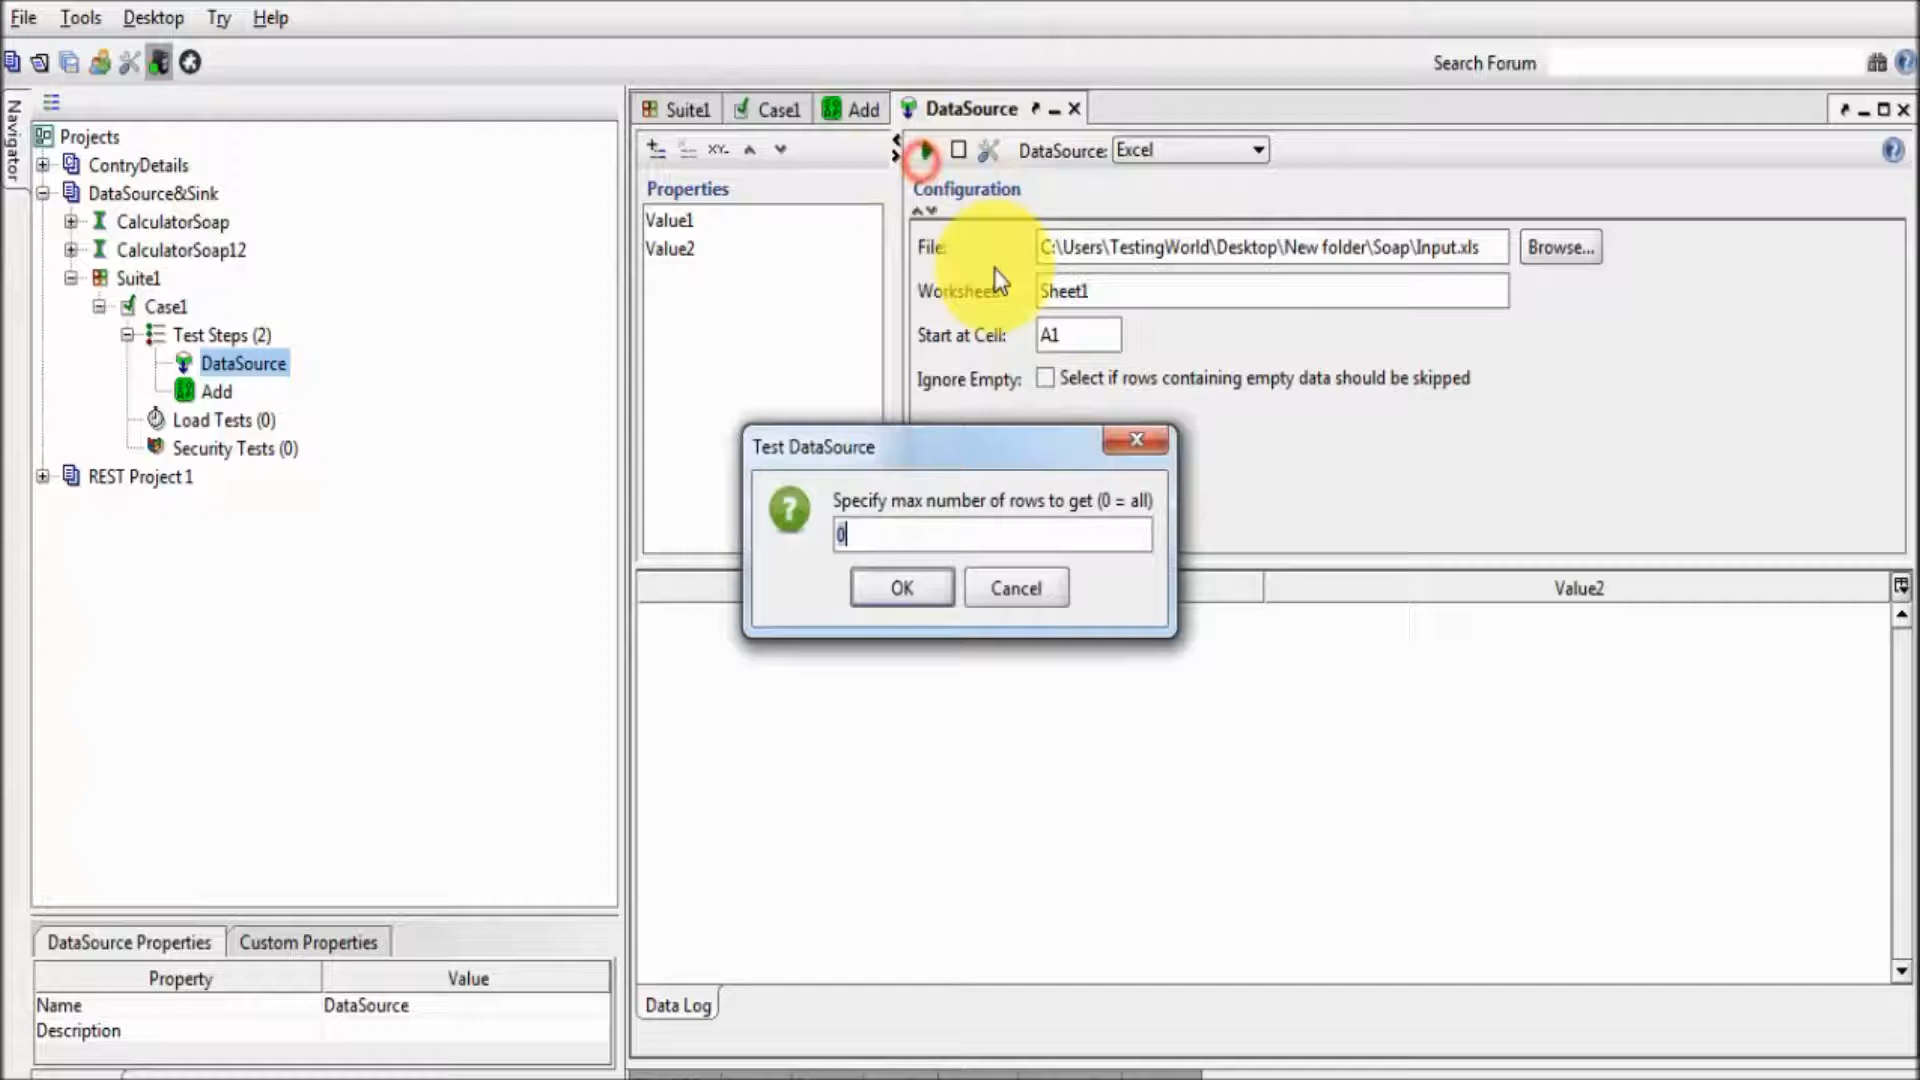 File Tools Desktop Try Help
Search Forum
Navigator
Projects
ContryDetails
DataSource&Sink
CalculatorSoap
CalculatorSoap12
Suite1
Case1
Test Steps (2)
DataSource
Add
Load Tests (0)
Security Tests (0)
REST Project 1
DataSource Properties Custom Properties
Property Value
Name DataSource
Description
Suite1 Case1 Add DataSource
DataSource: Excel
Properties
Value1
Value2
Configuration
File: C:\Users\TestingWorld\Desktop\New folder\Soap\Input.xls Browse...
Worksheet: Sheet1
Start at Cell: A1
Ignore Empty: Select if rows containing empty data should be skipped
Test DataSource
Specify max number of rows to get (0 = all)
0
OK Cancel
Value2
Data Log